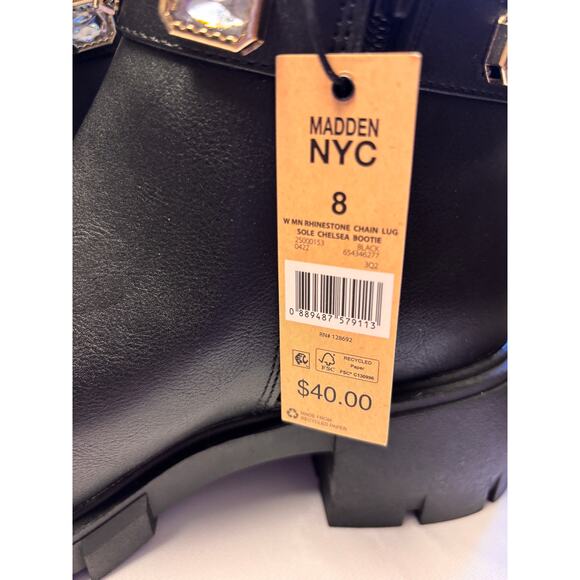 MADDEN
NYC
8
W MN RHINESTONE CHAIN LUG
SOLE CHELSEA BOOTIE
25000153 BLACK
0422 654346277
3Q2
0 889487 579113
RN# 128692
FSC
RECYCLED
Paper
FSC® C130996
$40.00
MADE FROM
RECYCLED PAPER